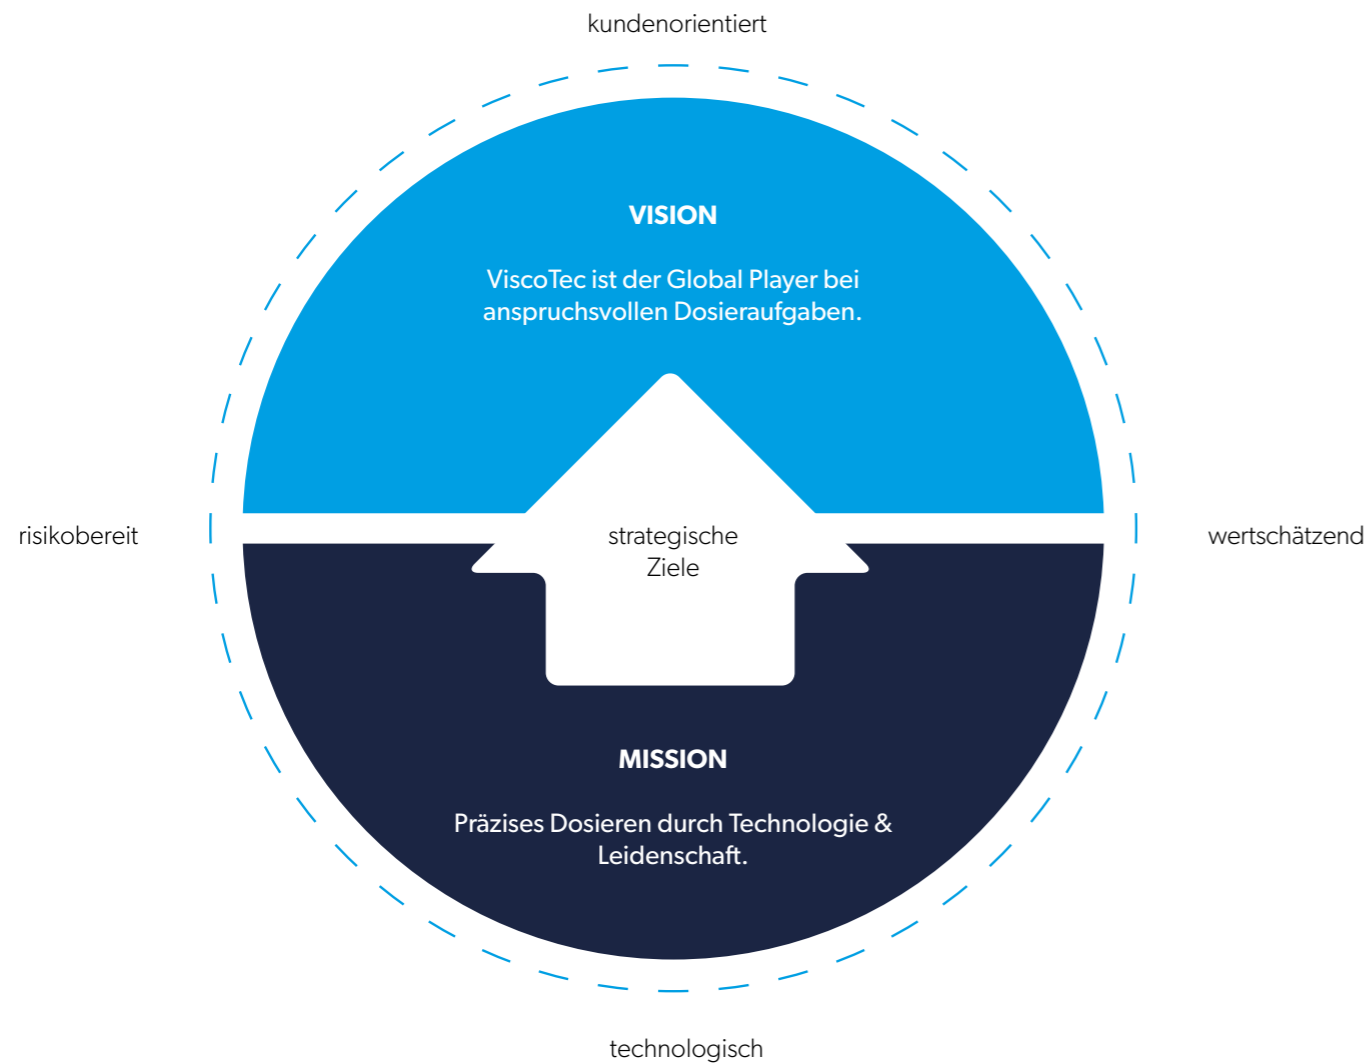 kundenorientiert
VISION
ViscoTec ist der Global Player bei
anspruchsvollen Dosieraufgaben.
risikobereit
strategische
Ziele
wertschätzend
MISSION
Präzises Dosieren durch Technologie &
Leidenschaft.
technologisch